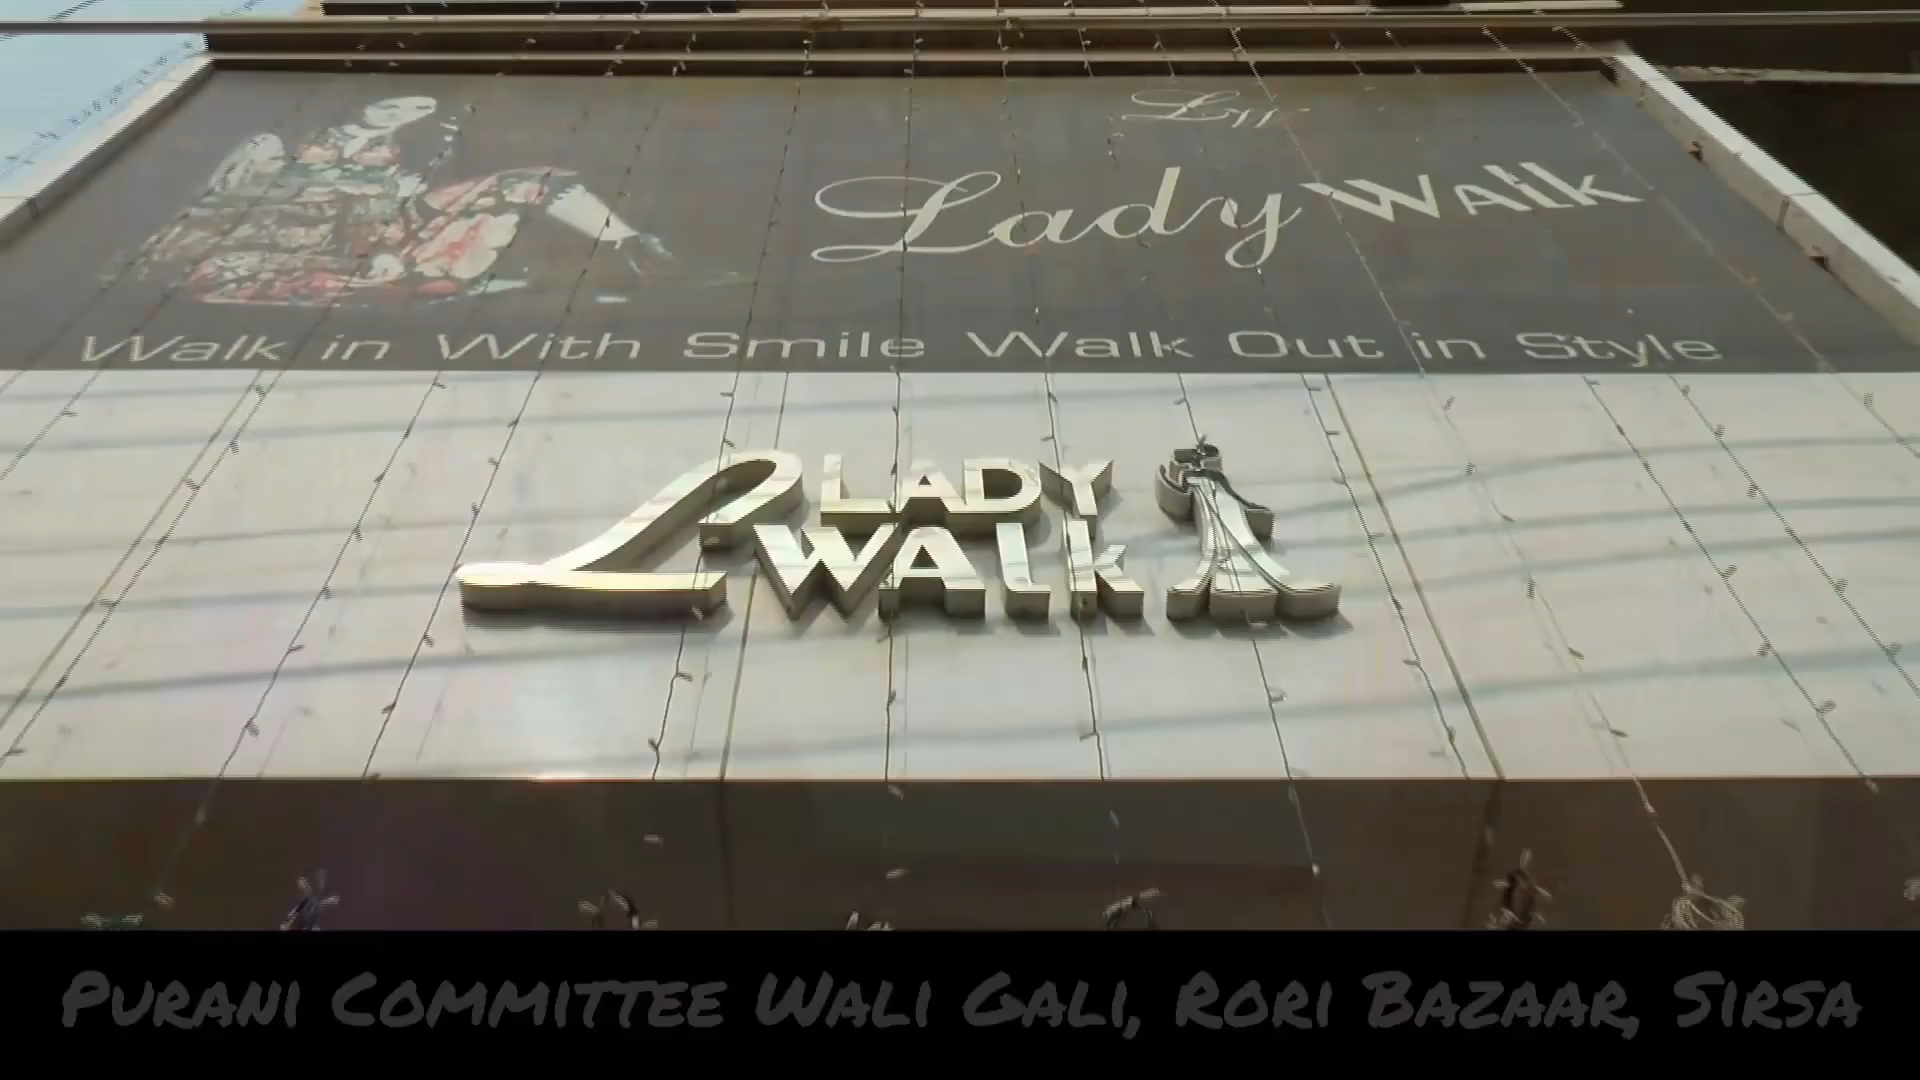 Lady Walk
Walk in With Smile Walk Out in Style
LADY
WALk
Purani Committee Wali Gali, Rori Bazaar, Sirsa